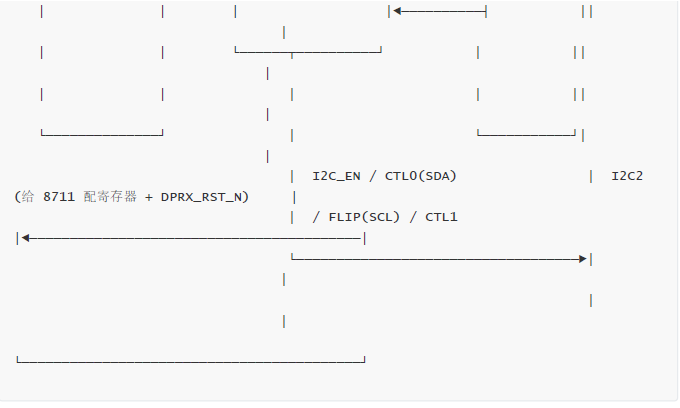 I2C_EN / CTL0(SDA) I2C2
(给 8711 配寄存器 + DPRX_RST_N)
/ FLIP(SCL) / CTL1